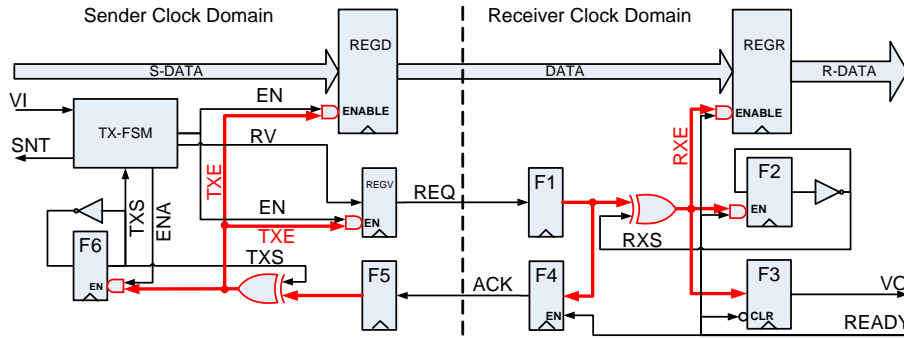 Sender Clock Domain
Receiver Clock Domain
REGD
REGR
S-DATA
DATA
R-DATA
VI
EN
ENABLE
ENABLE
TX-FSM
SNT
RV
TXE
RXE
REGV
REQ
F1
F2
EN
EN
EN
TXS
ENA
TXE
RXS
F6
TXS
F5
ACK
F4
F3
VO
EN
EN
CLR
READY